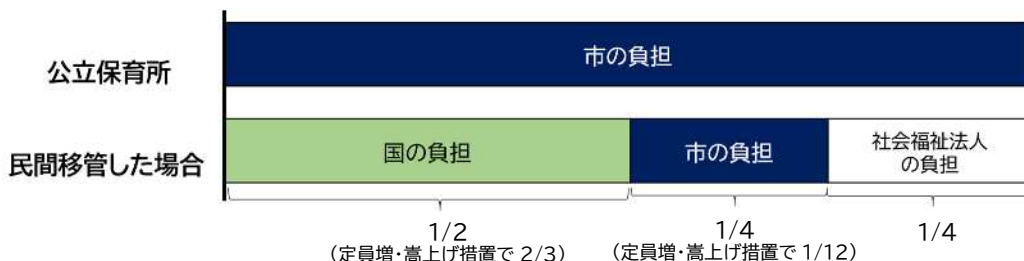 公立保育所
市の負担
民間移管した場合
国の負担
市の負担
社会福祉法人
の負担
1/2
(定員増・嵩上げ措置で 2/3)
1/4
(定員増・嵩上げ措置で 1/12)
1/4